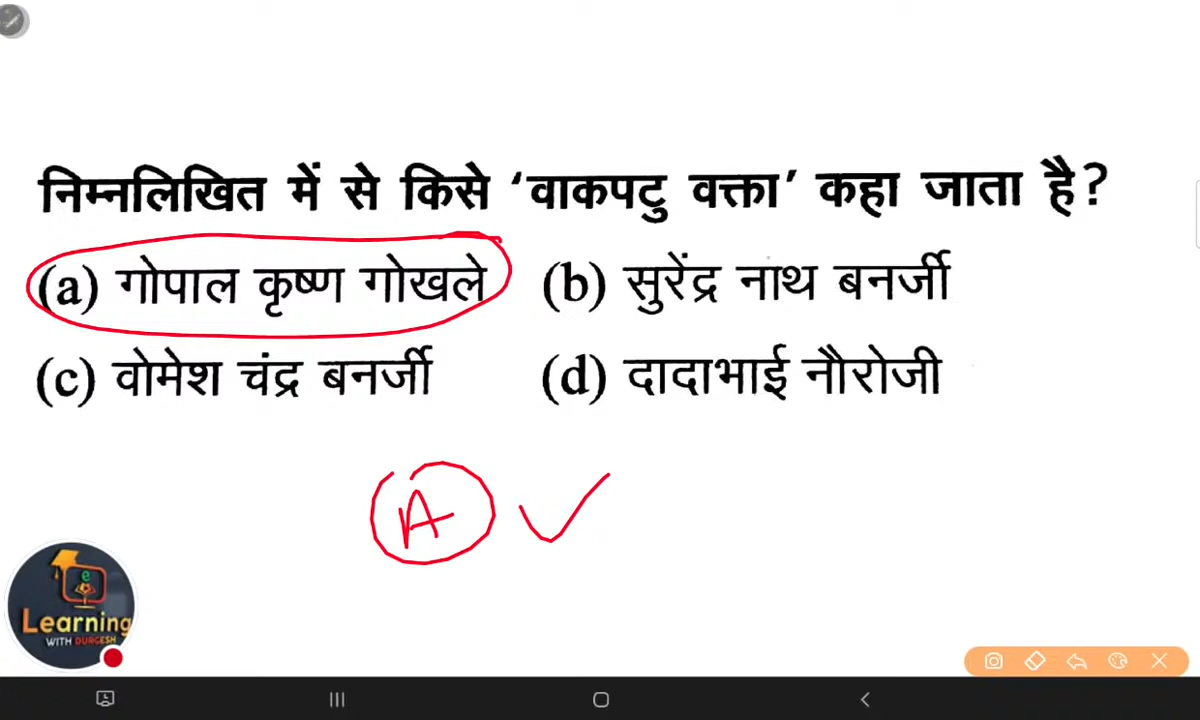 निम्नलिखित में से किसे ‘वाकपटु वक्ता’ कहा जाता है?
(a) गोपाल कृष्ण गोखले (b) सुरेंद्र नाथ बनर्जी
(c) वोमेश चंद्र बनर्जी (d) दादाभाई नौरोजी
A
e
Learning
WITH DURGESH